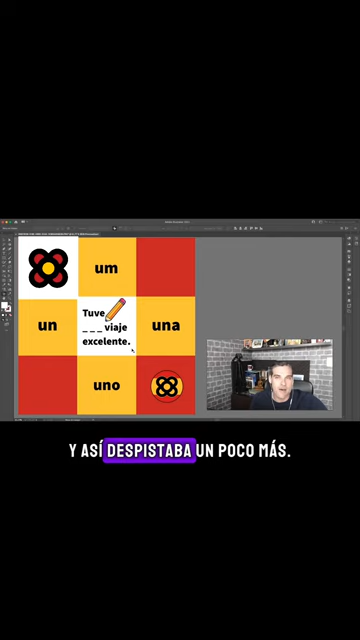 um
un
Tuve
_ _ _ viaje
excelente.
una
uno
Y ASÍ DESPISTABA UN POCO MÁS.